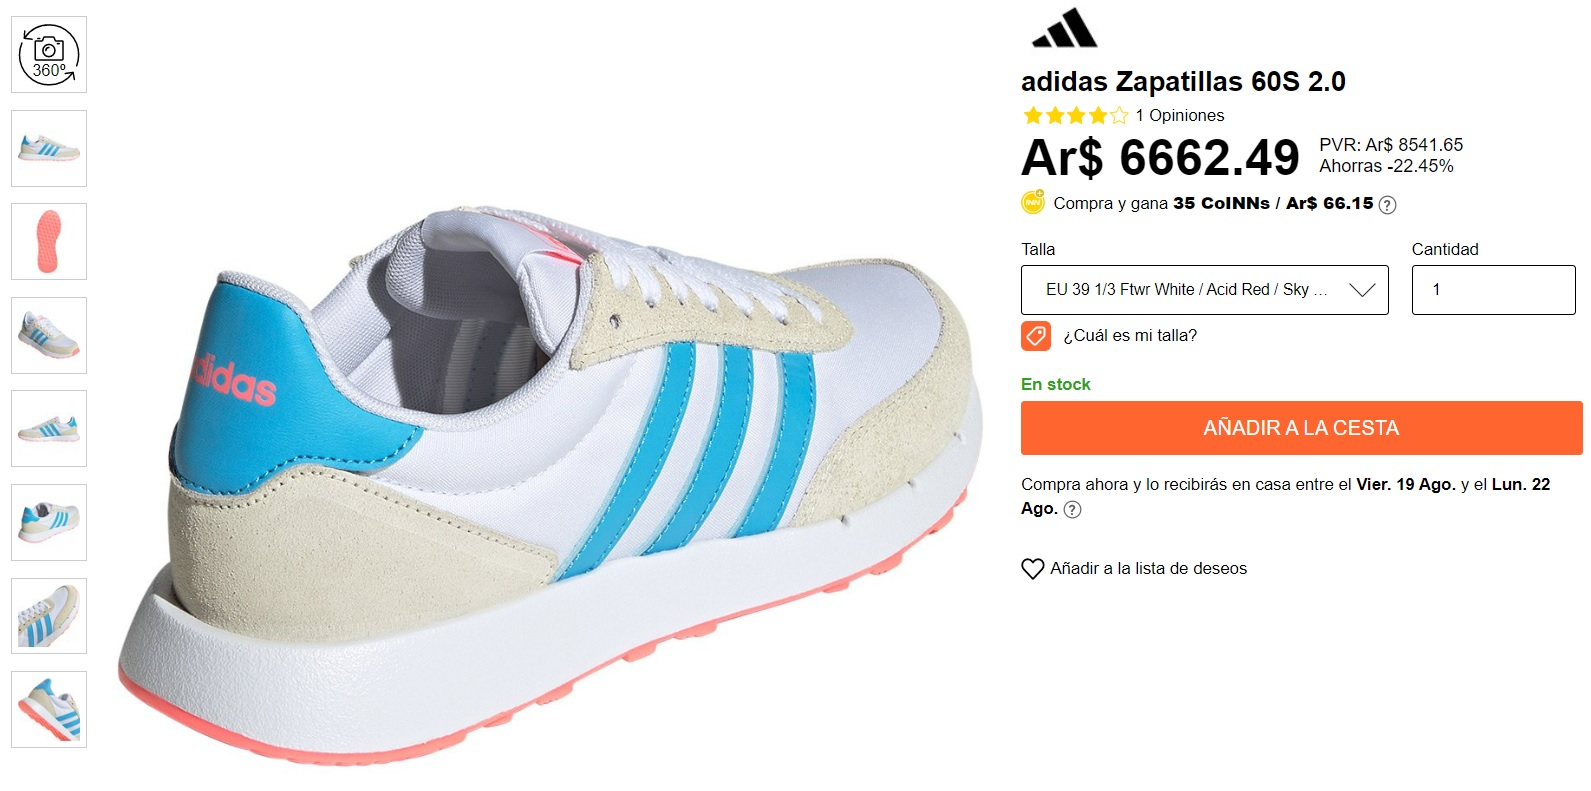 360º
adidas
adidas Zapatillas 60S 2.0
1 Opiniones
Ar$ 6662.49
PVR: Ar$ 8541.65
Ahorras -22.45%
INN
Compra y gana 35 CoINNs / Ar$ 66.15 ?
Talla
Cantidad
EU 39 1/3 Ftwr White / Acid Red / Sky ...
1
¿Cuál es mi talla?
En stock
AÑADIR A LA CESTA
Compra ahora y lo recibirás en casa entre el Vier. 19 Ago. y el Lun. 22
Ago. ?
Añadir a la lista de deseos